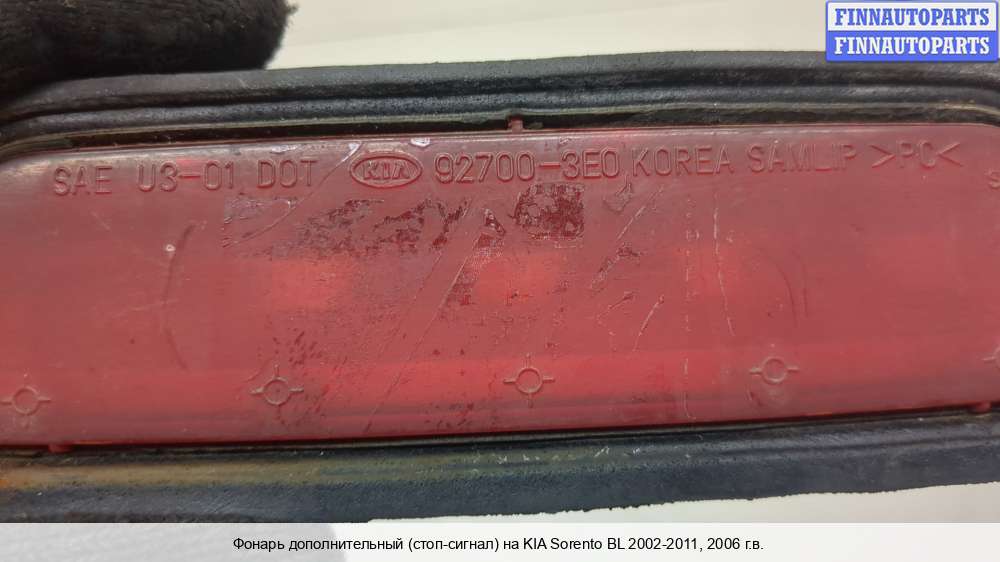 FINNAUTOPARTS
FINNAUTOPARTS
SAE U3-01 DOT KIA 92700-3E0 KOREA SAMLIP >PC< S
Фонарь дополнительный (стоп-сигнал) на KIA Sorento BL 2002-2011, 2006 г.в.